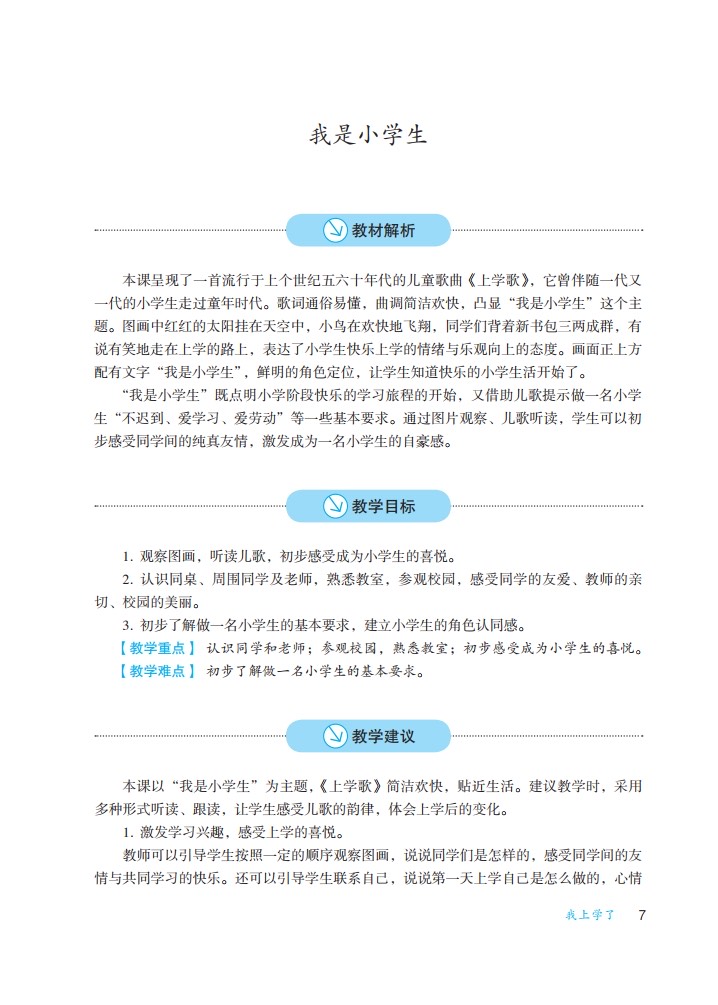 我是小学生
教材解析
本课呈现了一首流行于上个世纪五六十年代的儿童歌曲《上学歌》，它曾伴随一代又
一代的小学生走过童年时代。歌词通俗易懂，曲调简洁欢快，凸显“我是小学生”这个主
题。图画中红红的太阳挂在天空中，小鸟在欢快地飞翔，同学们背着新书包三两成群，有
说有笑地走在上学的路上，表达了小学生快乐上学的情绪与乐观向上的态度。画面正上方
配有文字“我是小学生”，鲜明的角色定位，让学生知道快乐的小学生活开始了。
“我是小学生”既点明小学阶段快乐的学习旅程的开始，又借助儿歌提示做一名小学
生“不迟到、爱学习、爱劳动”等一些基本要求。通过图片观察、儿歌听读，学生可以初
步感受同学间的纯真友情，激发成为一名小学生的自豪感。
教学目标
1. 观察图画，听读儿歌，初步感受成为小学生的喜悦。
2. 认识同桌、周围同学及老师，熟悉教室，参观校园，感受同学的友爱、教师的亲
切、校园的美丽。
3. 初步了解做一名小学生的基本要求，建立小学生的角色认同感。
【教学重点】 认识同学和老师；参观校园，熟悉教室；初步感受成为小学生的喜悦。
【教学难点】 初步了解做一名小学生的基本要求。
教学建议
本课以“我是小学生”为主题，《上学歌》简洁欢快，贴近生活。建议教学时，采用
多种形式听读、跟读，让学生感受儿歌的韵律，体会上学后的变化。
1. 激发学习兴趣，感受上学的喜悦。
教师可以引导学生按照一定的顺序观察图画，说说同学们是怎样的，感受同学间的友
情与共同学习的快乐。还可以引导学生联系自己，说说第一天上学自己是怎么做的，心情
我上学了 7